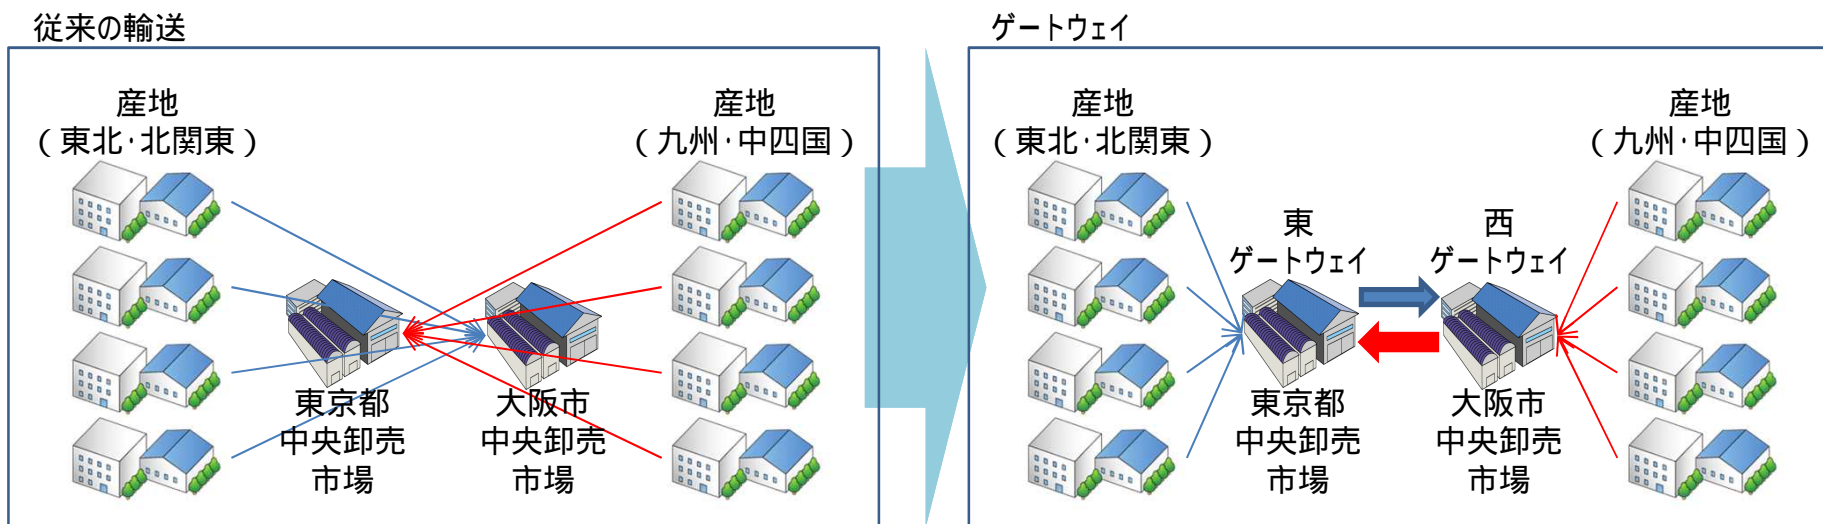 従来の輸送
産地
（東北・北関東）
産地
（九州・中四国）
東京都
中央卸売
市場
大阪市
中央卸売
市場
ゲートウェイ
産地
（東北・北関東）
産地
（九州・中四国）
東
ゲートウェイ
西
ゲートウェイ
東京都
中央卸売
市場
大阪市
中央卸売
市場